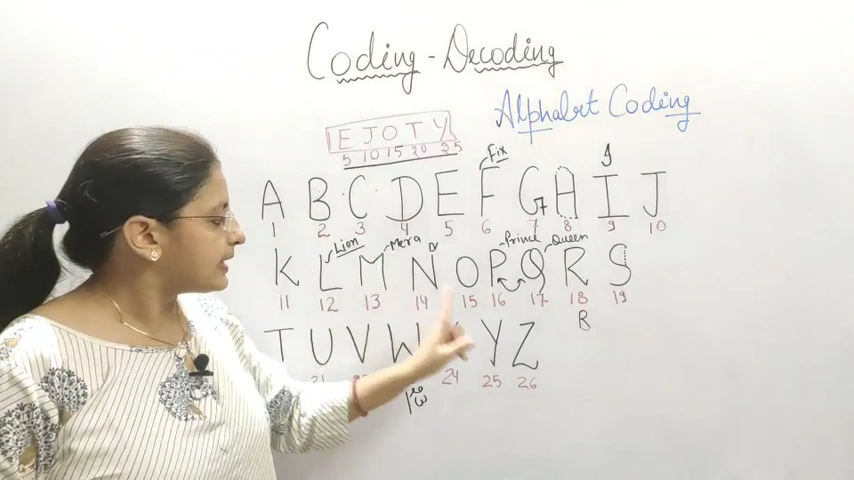 Coding - Decoding
Alphabet Coding
E J O T Y
5 10 15 20 25
Fix
A B C D E F G H I J
1 2 3 4 5 6 7 8 9 10
Lion Mera Prince Queen
K L M N O P Q R S
11 12 13 14 15 16 17 18 19
R
T U V W Y Z
21 24 25 26